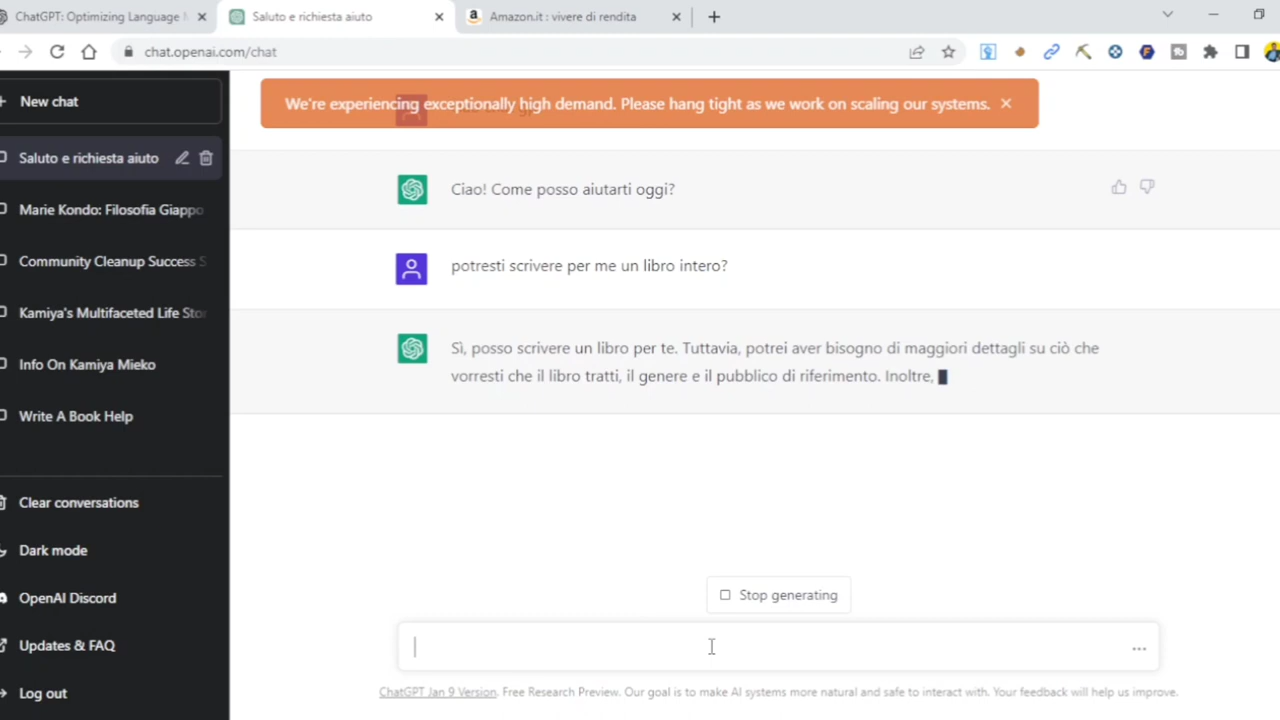 ChatGPT: Optimizing Language
Saluto e richiesta aiuto
Amazon.it : vivere di rendita
chat.openai.com/chat
New chat
Saluto e richiesta aiuto
Marie Kondo: Filosofia Giappo
Community Cleanup Success S
Kamiya's Multifaceted Life Stor
Info On Kamiya Mieko
Write A Book Help
Clear conversations
Dark mode
OpenAI Discord
Updates & FAQ
Log out
We're experiencing exceptionally high demand. Please hang tight as we work on scaling our systems.
Ciao! Come posso aiutarti oggi?
potresti scrivere per me un libro intero?
Sì, posso scrivere un libro per te. Tuttavia, potrei aver bisogno di maggiori dettagli su ciò che
vorresti che il libro tratti, il genere e il pubblico di riferimento. Inoltre,
Stop generating
ChatGPT Jan 9 Version. Free Research Preview. Our goal is to make AI systems more natural and safe to interact with. Your feedback will help us improve.